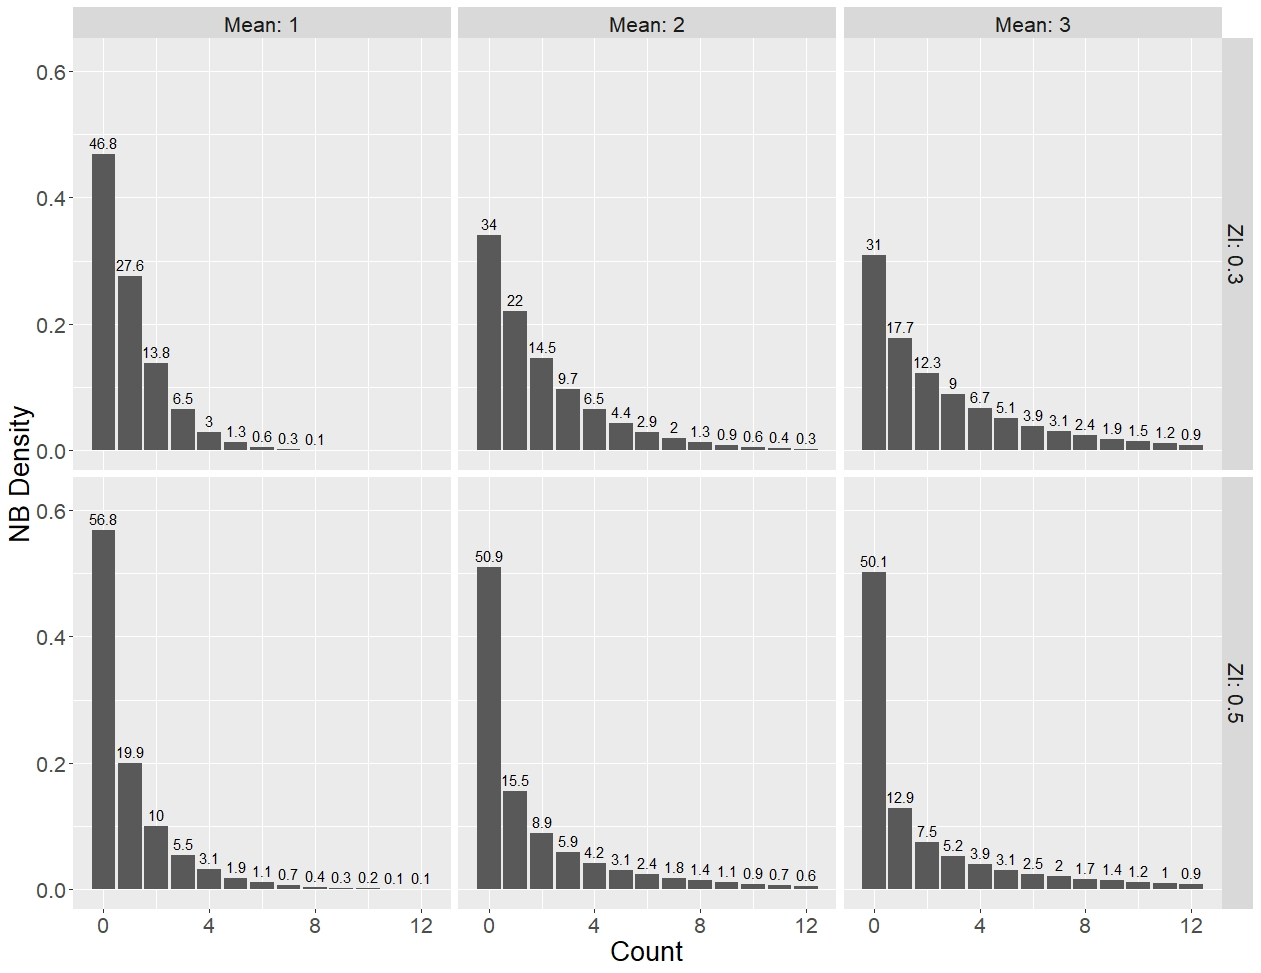 Mean: 1 Mean: 2 Mean: 3
NB Density
0.6
0.4
0.2
0.0
46.8 27.6 13.8 6.5 3 1.3 0.6 0.3 0.1
34 22 14.5 9.7 6.5 4.4 2.9 2 1.3 0.9 0.6 0.4 0.3
31 17.7 12.3 9 6.7 5.1 3.9 3.1 2.4 1.9 1.5 1.2 0.9
ZI: 0.3
0.6
0.4
0.2
0.0
56.8 19.9 10 5.5 3.1 1.9 1.1 0.7 0.4 0.3 0.2 0.1 0.1
50.9 15.5 8.9 5.9 4.2 3.1 2.4 1.8 1.4 1.1 0.9 0.7 0.6
50.1 12.9 7.5 5.2 3.9 3.1 2.5 2 1.7 1.4 1.2 1 0.9
ZI: 0.5
0 4 8 12 0 4 8 12 0 4 8 12
Count